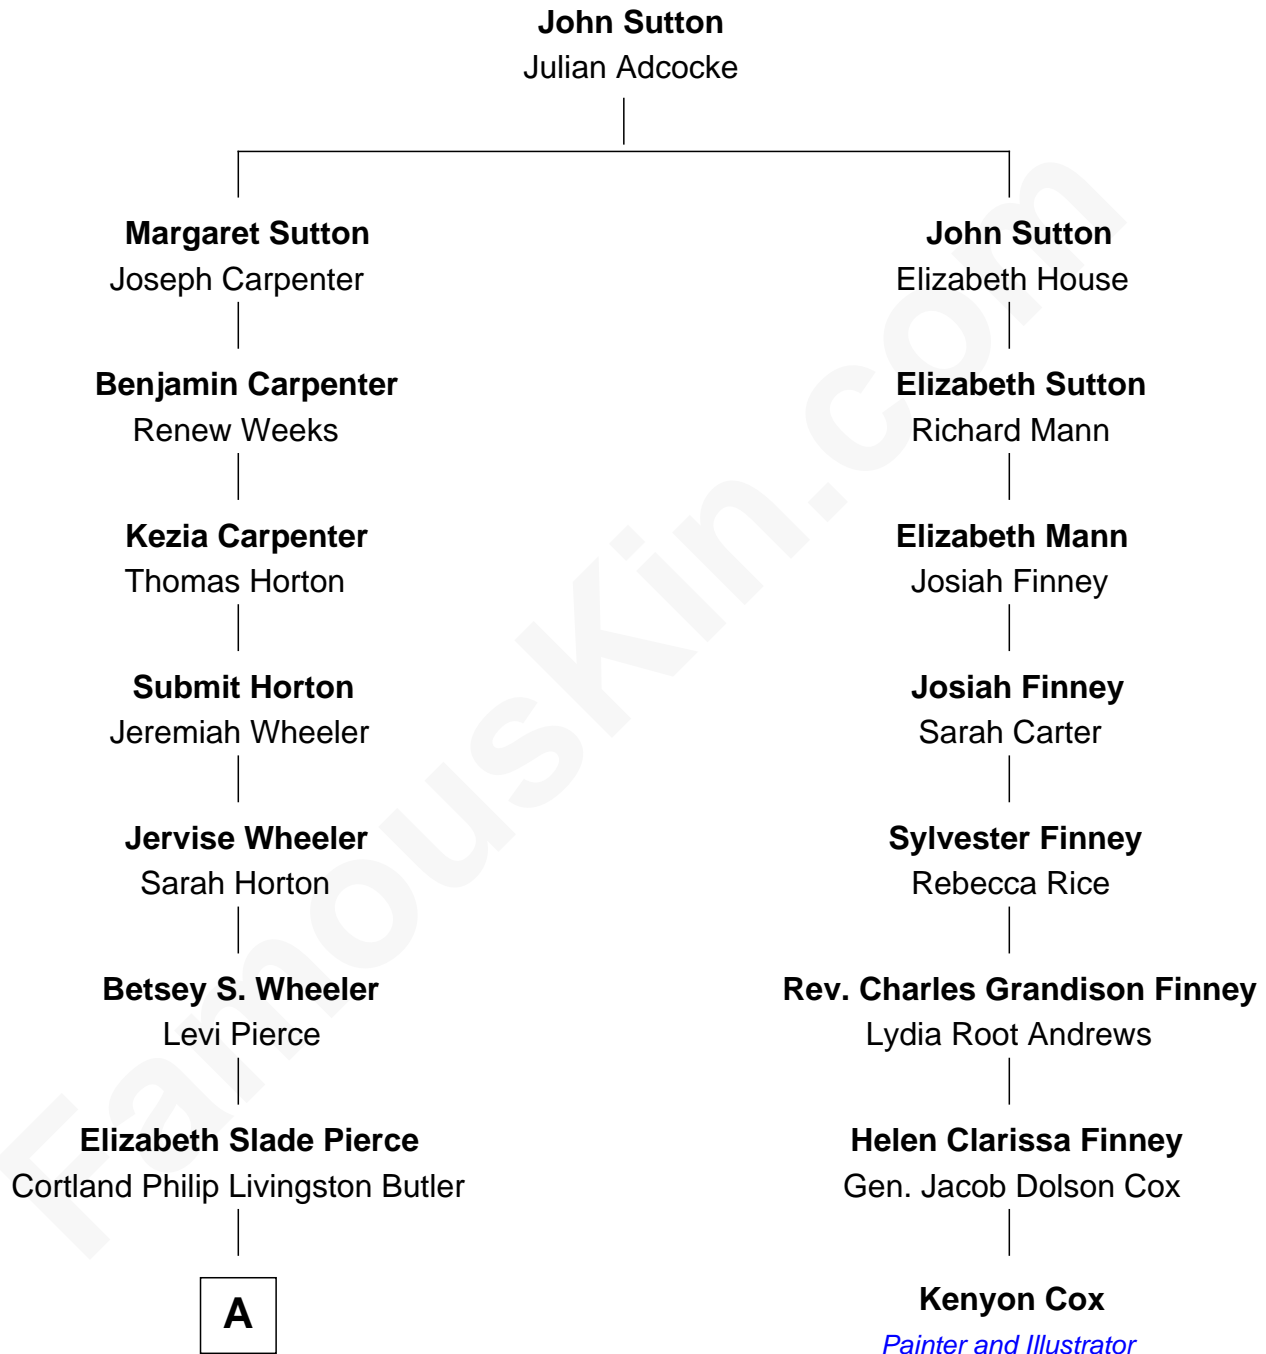 John Sutton
Julian Adcocke
Margaret Sutton
Joseph Carpenter
John Sutton
Elizabeth House
Benjamin Carpenter
Renew Weeks
Elizabeth Sutton
Richard Mann
Kezia Carpenter
Thomas Horton
Elizabeth Mann
Josiah Finney
Submit Horton
Jeremiah Wheeler
Josiah Finney
Sarah Carter
Jervise Wheeler
Sarah Horton
Sylvester Finney
Rebecca Rice
Betsey S. Wheeler
Levi Pierce
Rev. Charles Grandison Finney
Lydia Root Andrews
Elizabeth Slade Pierce
Cortland Philip Livingston Butler
Helen Clarissa Finney
Gen. Jacob Dolson Cox
A
Kenyon Cox
Painter and Illustrator
FamousKin.com